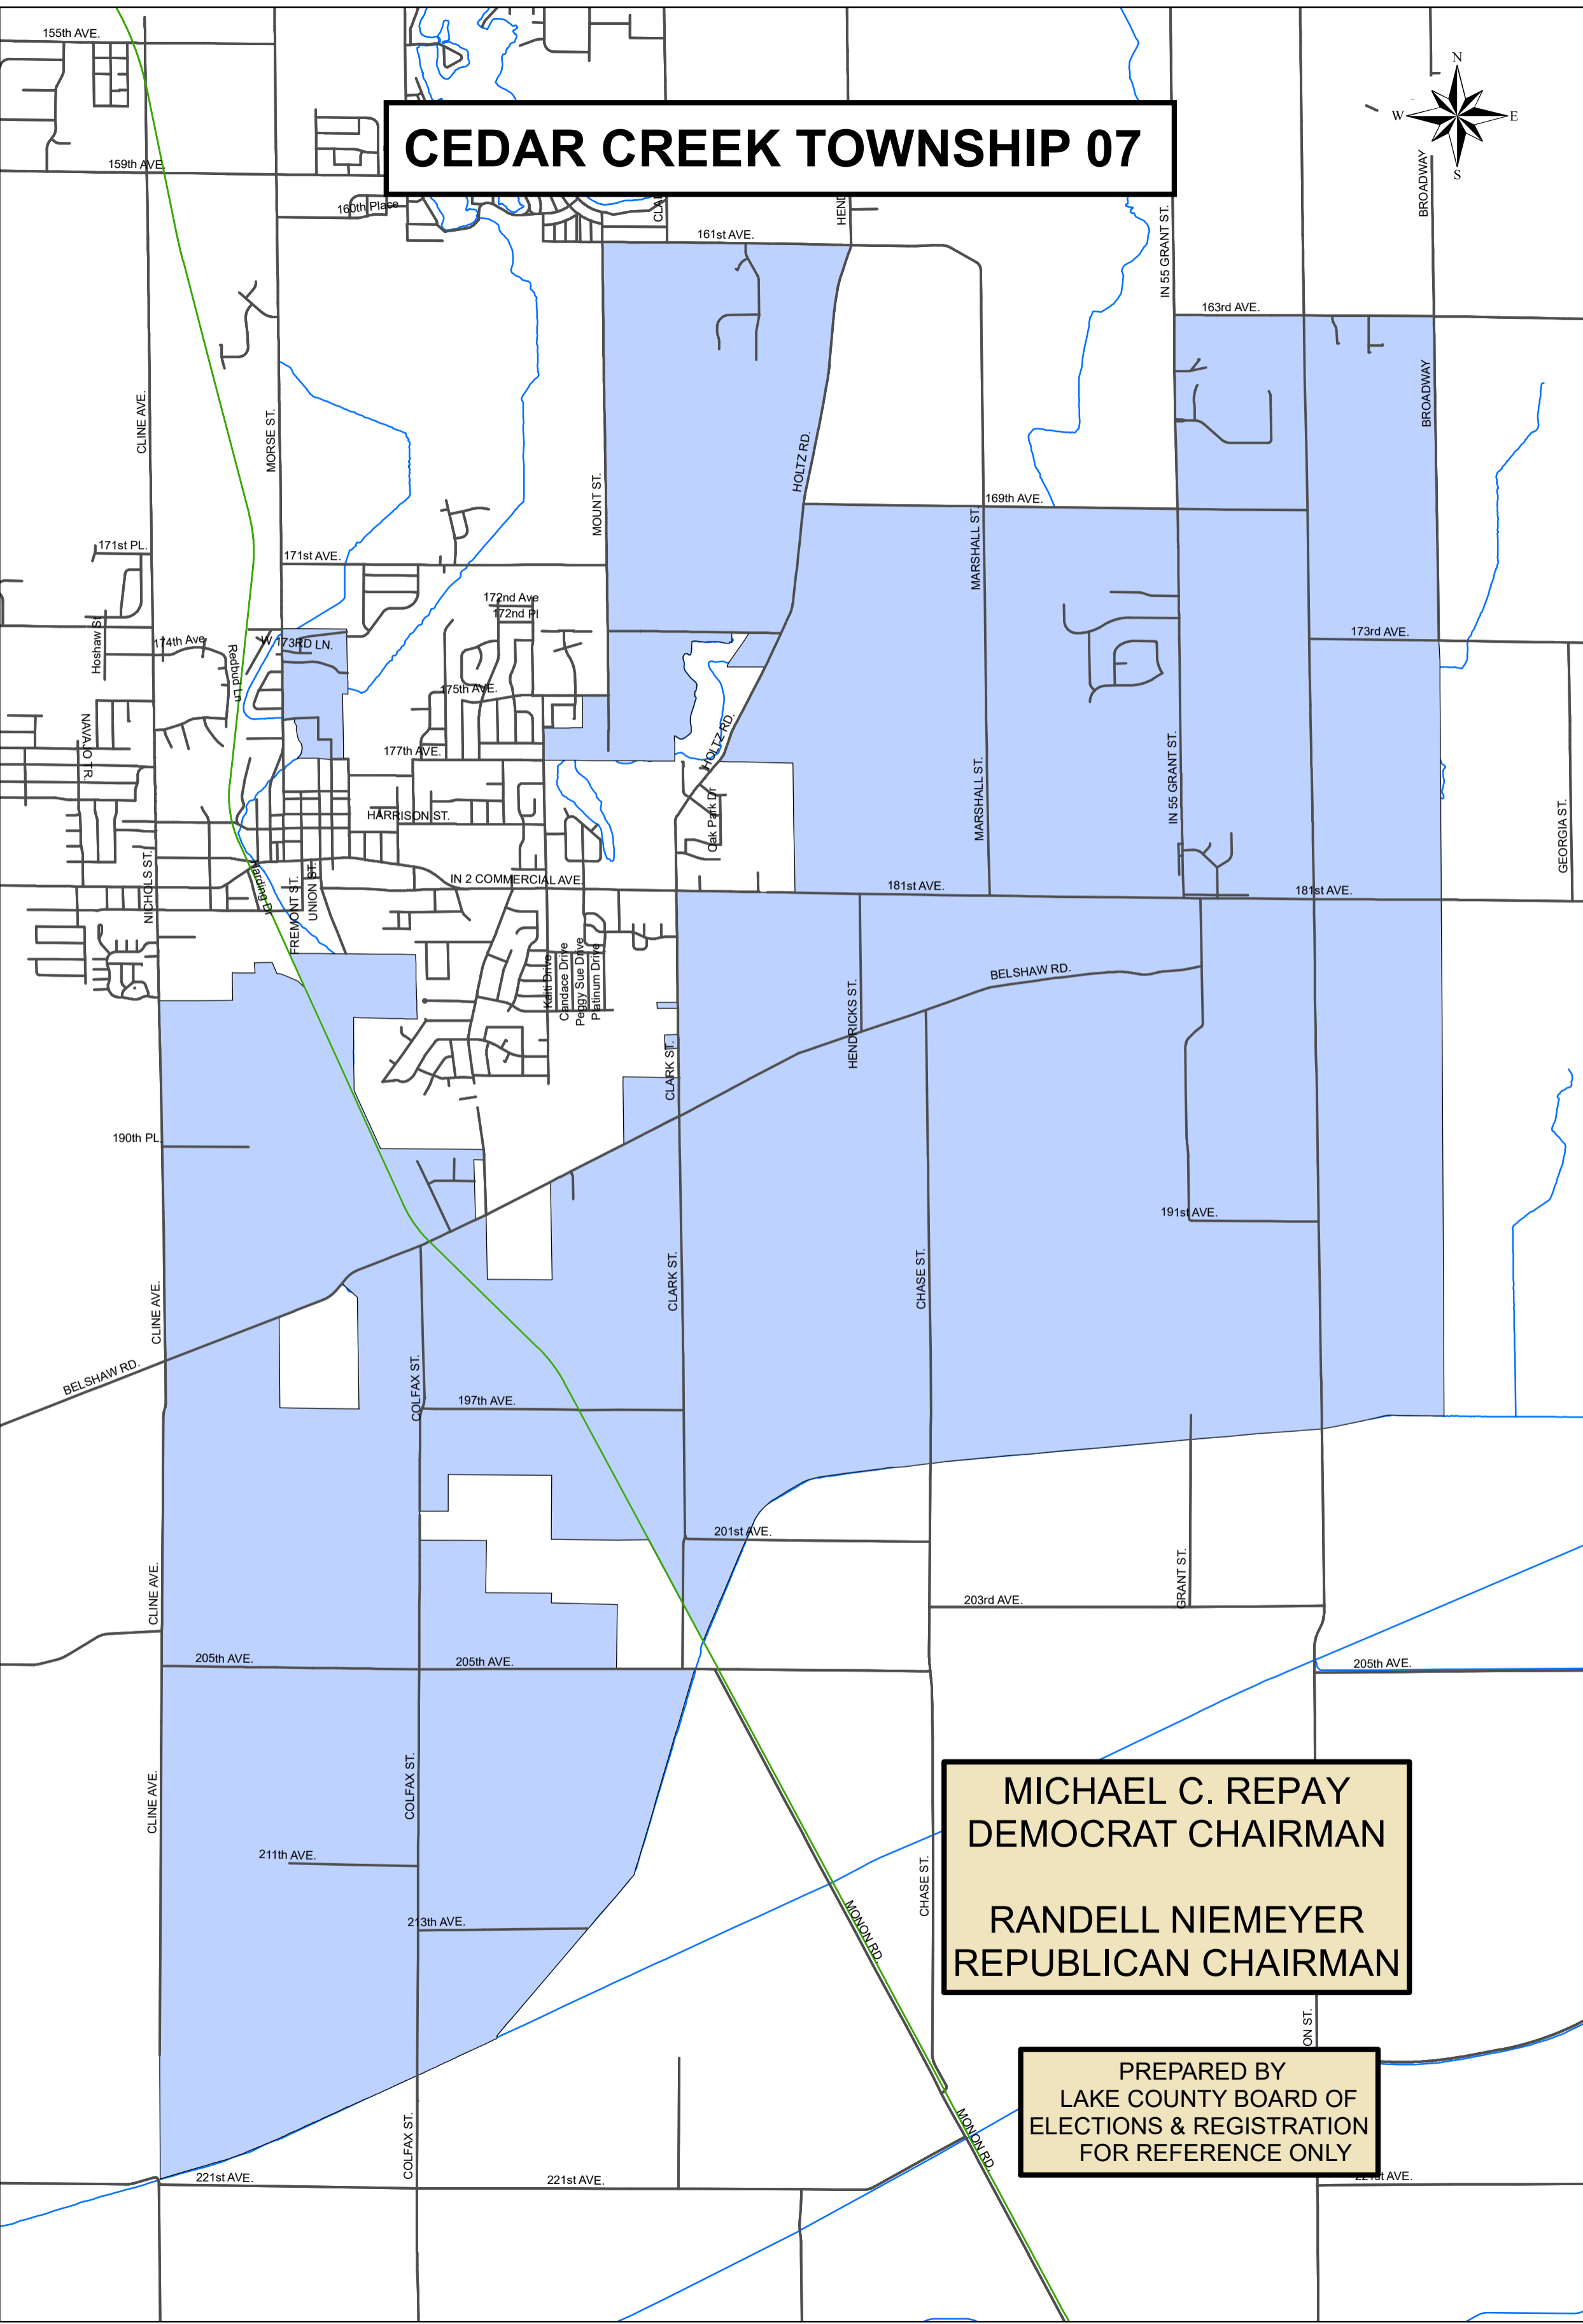 155th AVE.
N
W
E
S
CEDAR CREEK TOWNSHIP 07
159th AVE.
160th Place
BROADWAY
IN 55 GRANT ST.
161st AVE.
163rd AVE.
CLINE AVE.
MORSE ST.
MOUNT ST.
HOLTZ RD.
BROADWAY
169th AVE.
171st PL.
171st AVE.
MARSHALL ST.
172nd Ave
172nd Pl
Hoshaw St
174th Ave
W 173RD LN.
173rd AVE.
Redbud Ln
175th AVE.
NAVAJO TR.
177th AVE.
HOLTZ RD.
IN 55 GRANT ST.
MARSHALL ST.
HARRISON ST.
Oak Park Dr
GEORGIA ST.
NICHOLS ST.
Harding Dr
FREMONT ST.
UNION ST.
IN 2 COMMERCIAL AVE.
181st AVE.
181st AVE.
Kaiti Drive
Candace Drive
Peggy Sue Drive
Platinum Drive
BELSHAW RD.
HENDRICKS ST.
CLARK ST.
190th PL.
191st AVE.
CLINE AVE.
CLARK ST.
CHASE ST.
BELSHAW RD.
COLFAX ST.
197th AVE.
201st AVE.
CLINE AVE.
GRANT ST.
203rd AVE.
205th AVE.
205th AVE.
205th AVE.
CLINE AVE.
COLFAX ST.
MICHAEL C. REPAY
DEMOCRAT CHAIRMAN
RANDELL NIEMEYER
REPUBLICAN CHAIRMAN
211th AVE.
CHASE ST.
213th AVE.
MONON RD.
PREPARED BY
LAKE COUNTY BOARD OF
ELECTIONS & REGISTRATION
FOR REFERENCE ONLY
COLFAX ST.
MONON RD.
221st AVE.
221st AVE.
221st AVE.